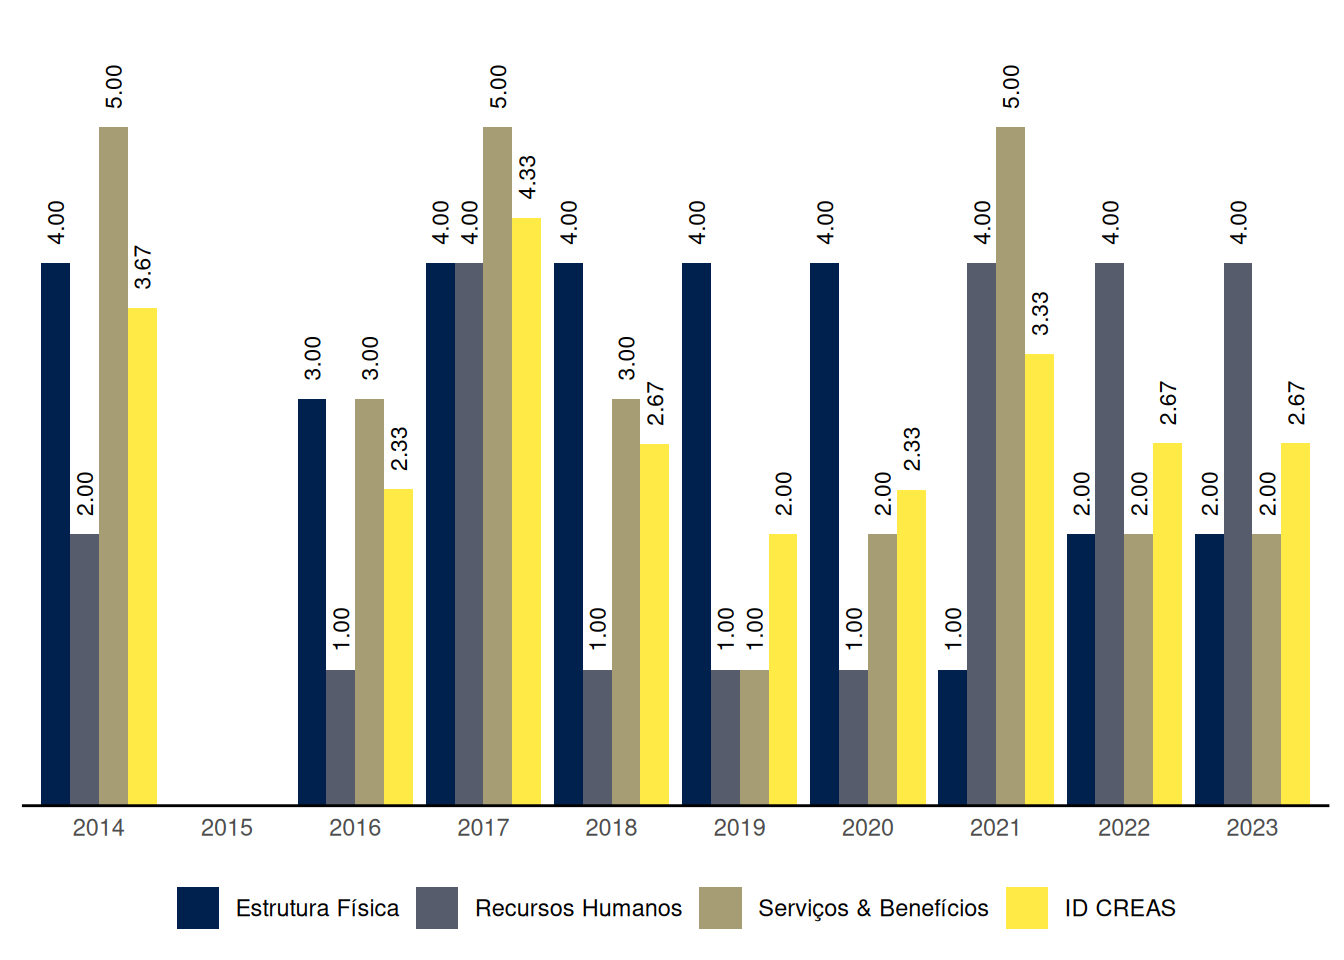 5.00 5.00 5.00
4.33
4.00 4.00 4.00 4.00 4.00 4.00 4.00 4.00 4.00
3.67
3.33
3.00 3.00 3.00
2.67 2.67 2.67
2.33 2.33
2.00 2.00 2.00 2.00 2.00 2.00 2.00
1.00 1.00 1.00 1.00 1.00 1.00
2014 2015 2016 2017 2018 2019 2020 2021 2022 2023
Estrutura Física Recursos Humanos Serviços & Benefícios ID CREAS